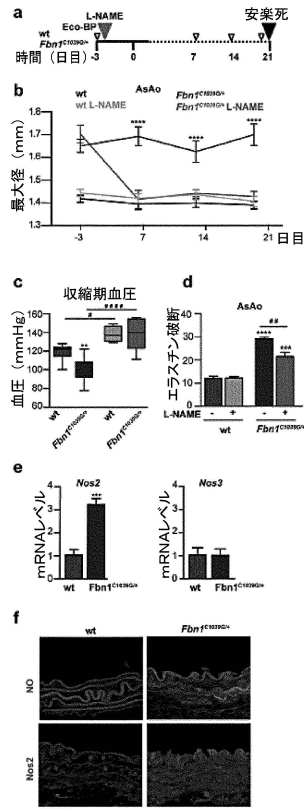 a
L-NAME
安楽死
wt
Eco-BP
Fbn1C1039G/+
時間（日目） -3 0 7 14 21
b
AsAo
wt
Fbn1C1039G/+
wt L-NAME
Fbn1C1039G/+ L-NAME
最大径（mm）
1.8
1.7
1.6
1.5
1.4
1.3
****
****
****
-3 7 14 21 日目
c
収縮期血圧
血圧（mmHg）
160
140
120
100
80
60
#
####
**
wt
Fbn1C1039G/+
wt
Fbn1C1039G/+
d
AsAo
エラスチン破断
40
30
20
10
0
##
****
***
L-NAME - + - +
wt
Fbn1C1039G/+
e
Nos2
Nos3
mRNAレベル
4
3
2
1
0
***
wt Fbn1C1039G/+
mRNAレベル
4
3
2
1
0
wt Fbn1C1039G/+
f
wt
Fbn1C1039G/+
NO
Nos2